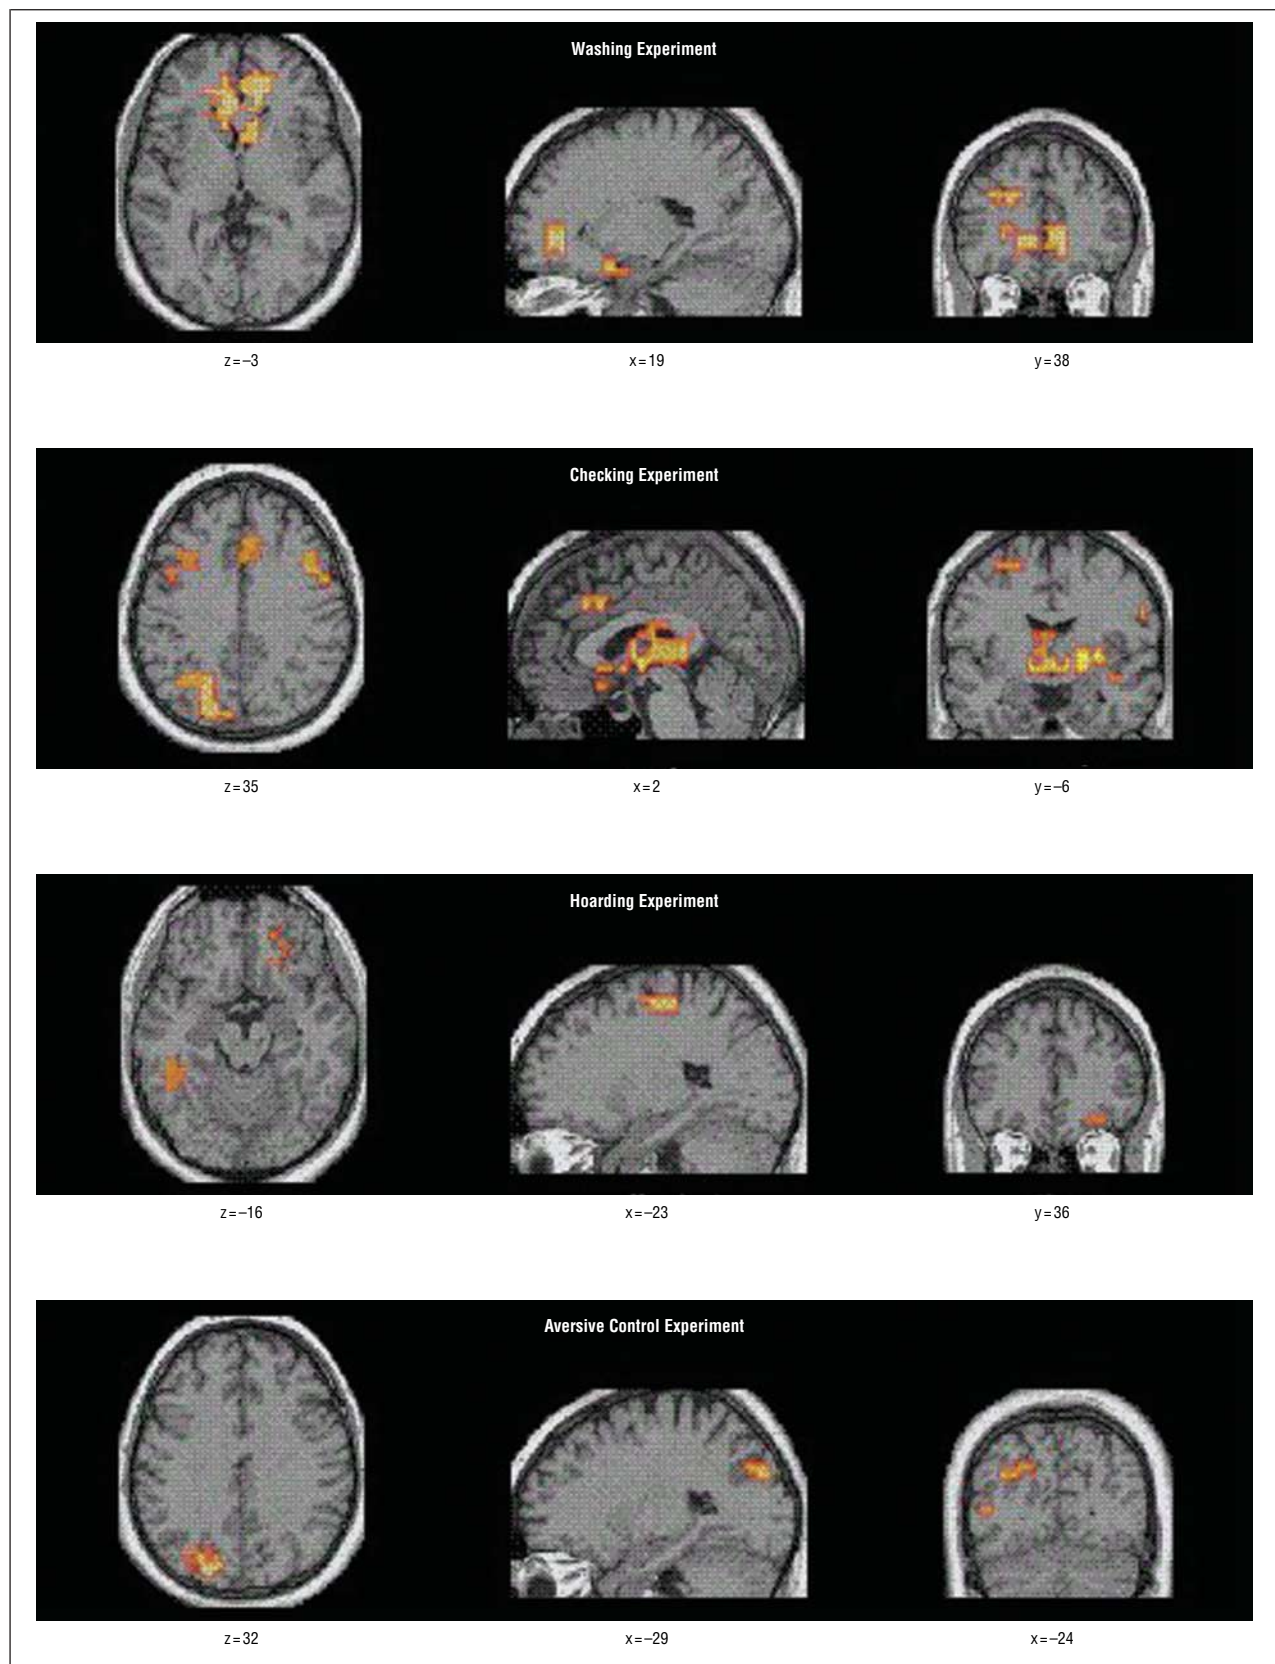 Washing Experiment
z=–3 x=19 y=38
Checking Experiment
z=35 x=2 y=–6
Hoarding Experiment
z=–16 x=–23 y=36
Aversive Control Experiment
z=32 x=–29 x=–24